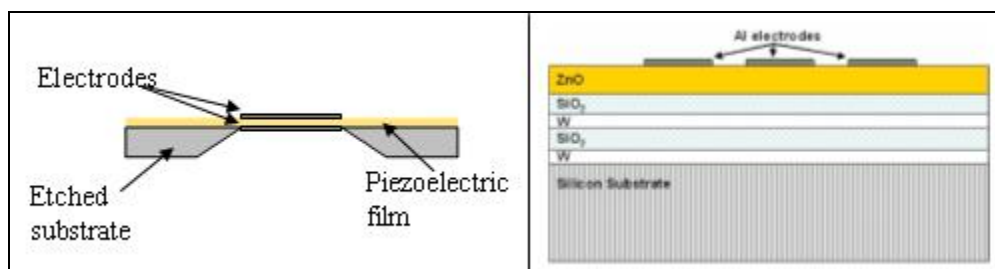 Electrodes
Etched
substrate
Piezoelectric
film
Al electrodes
ZnO
SiO₂
W
SiO₂
W
Silicon Substrate